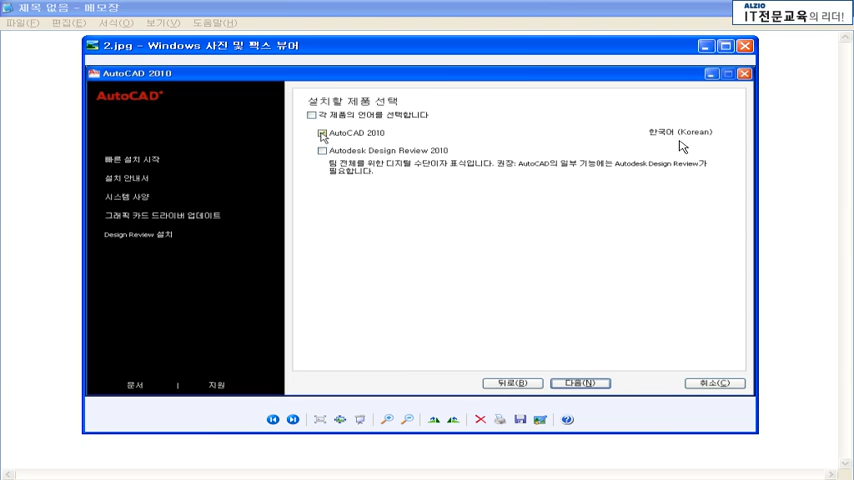 제목 없음 - 메모장
파일(F) 편집(E) 서식(O) 보기(V) 도움말(H)
ALZIO
IT전문교육의 리더!
2.jpg - Windows 사진 및 팩스 뷰어
AutoCAD 2010
AutoCAD
설치할 제품 선택
각 제품의 언어를 선택합니다
AutoCAD 2010
한국어 (Korean)
Autodesk Design Review 2010
팀 전체를 위한 디지털 수단이자 표식입니다. 권장: AutoCAD의 일부 기능에는 Autodesk Design Review가
필요합니다.
빠른 설치 시작
설치 안내서
시스템 사양
그래픽 카드 드라이버 업데이트
Design Review 설치
문서 | 지원
뒤로(B) 다음(N) 취소(C)